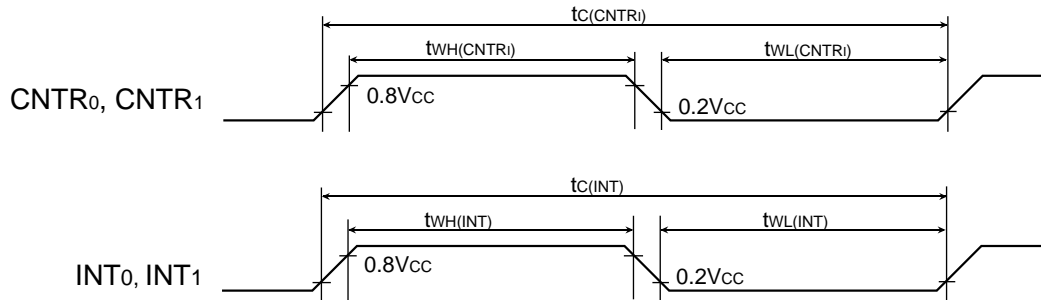 tC(CNTRI)
tWH(CNTRI) tWL(CNTRI)
CNTR0, CNTR1 0.8VCC 0.2VCC
tC(INT)
tWH(INT) tWL(INT)
INT0, INT1 0.8VCC 0.2VCC